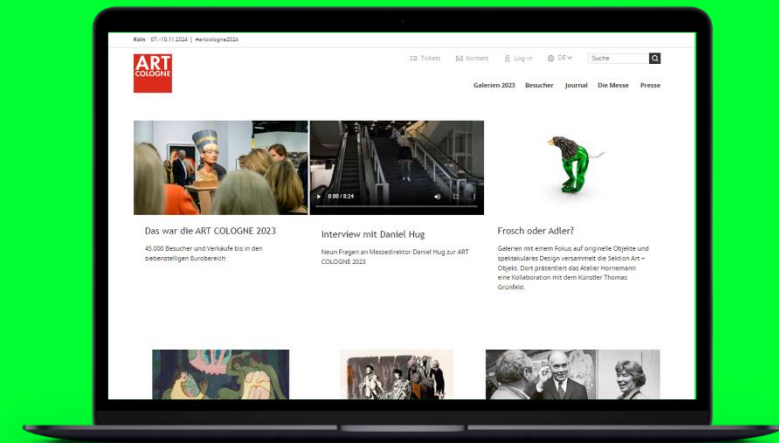 Köln 07.-10.11.2024 | #artcologne2024
ART
COLOGNE
Tickets Kontakt Log-in DE Suche
Galerien 2023 Besucher Journal Die Messe Presse
0:00 / 8:24
Das war die ART COLOGNE 2023
45.000 Besucher und Verkäufe bis in den
siebenstelligen Eurobereich
Interview mit Daniel Hug
Neun Fragen an Messedirektor Daniel Hug zur ART
COLOGNE 2023
Frosch oder Adler?
Galerien mit einem Fokus auf originelle Objekte und
spektakuläres Design versammelt die Sektion Art +
Objekt. Dort präsentiert das Atelier Hornemann
eine Kollaboration mit dem Künstler Thomas
Grünfeld.